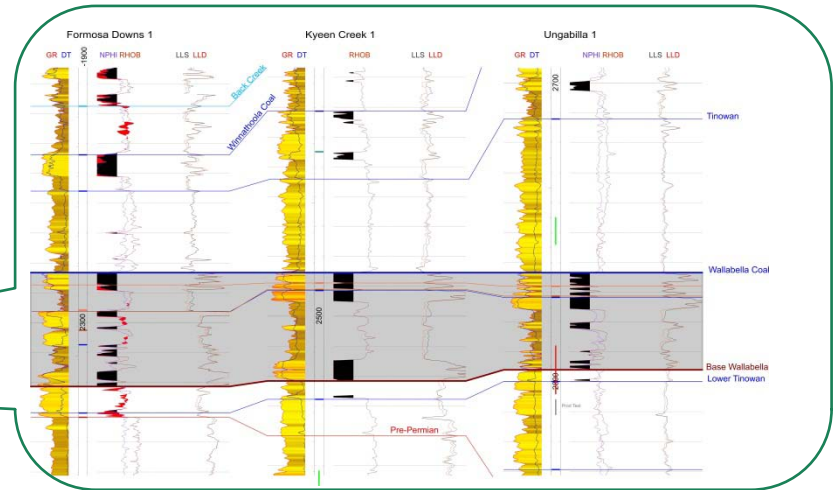 Formosa Downs 1
Kyeen Creek 1
Ungabilla 1
GR DT
NPHI RHOB
LLS LLD
GR DT
RHOB
LLS LLD
GR DT
NPHI RHOB
LLS LLD
-1900
2700
Back Creek
Winnathoola Coal
Tinowan
Wallabella Coal
2300
2500
Base Wallabella
Lower Tinowan
Pre-Permian